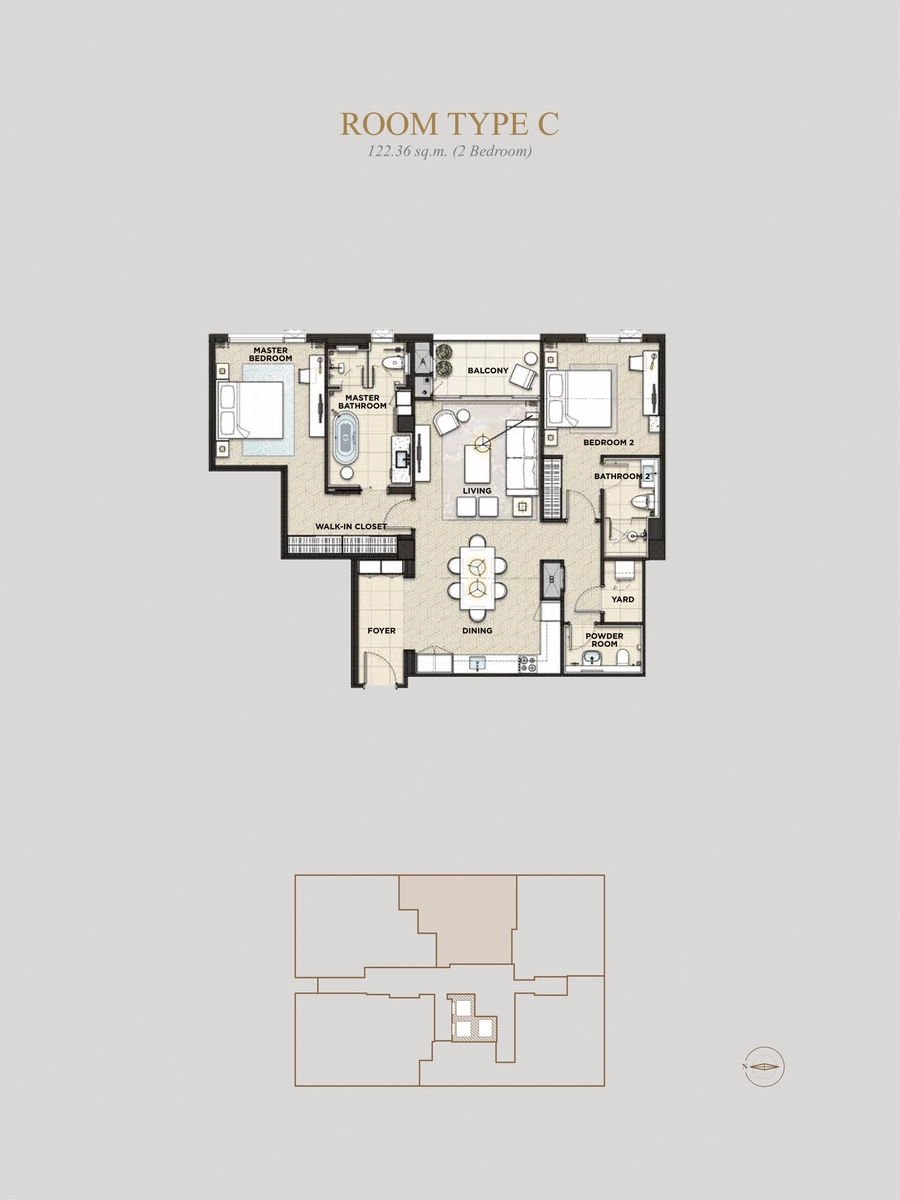 ROOM TYPE C
122.36 sq.m. (2 Bedroom)
MASTER
BEDROOM
MASTER
BATHROOM
A
BALCONY
BEDROOM 2
LIVING
BATHROOM 2
WALK-IN CLOSET
B
YARD
FOYER
DINING
POWDER
ROOM
N